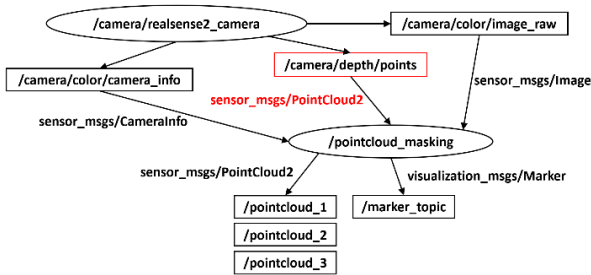 /camera/realsense2_camera
/camera/color/image_raw
/camera/color/camera_info
/camera/depth/points
sensor_msgs/Image
sensor_msgs/PointCloud2
sensor_msgs/CameraInfo
/pointcloud_masking
sensor_msgs/PointCloud2
visualization_msgs/Marker
/pointcloud_1
/marker_topic
/pointcloud_2
/pointcloud_3